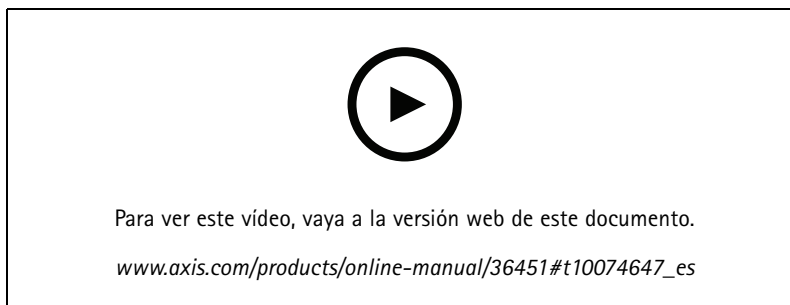 Para ver este vídeo, vaya a la versión web de este documento.
www.axis.com/products/online-manual/36451#t10074647_es